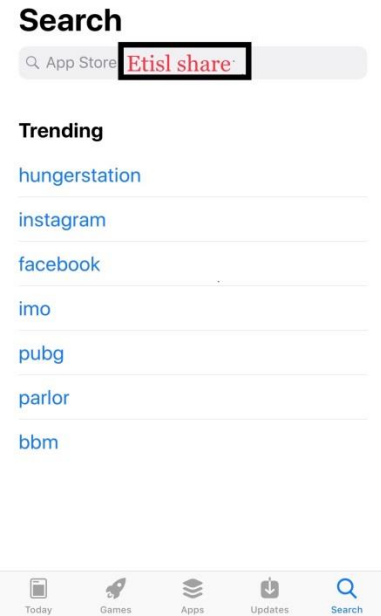 Search
App Store Etisl share
Trending
hungerstation
instagram
facebook
imo
pubg
parlor
bbm
Today Games Apps Updates Search